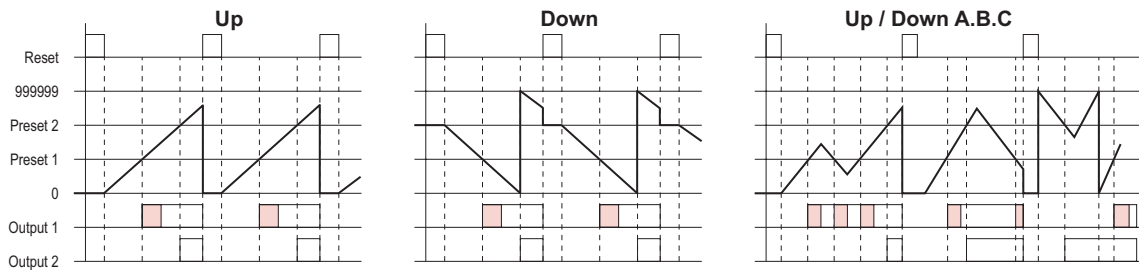 Up
Down
Up / Down A.B.C
Reset
999999
Preset 2
Preset 1
0
Output 1
Output 2